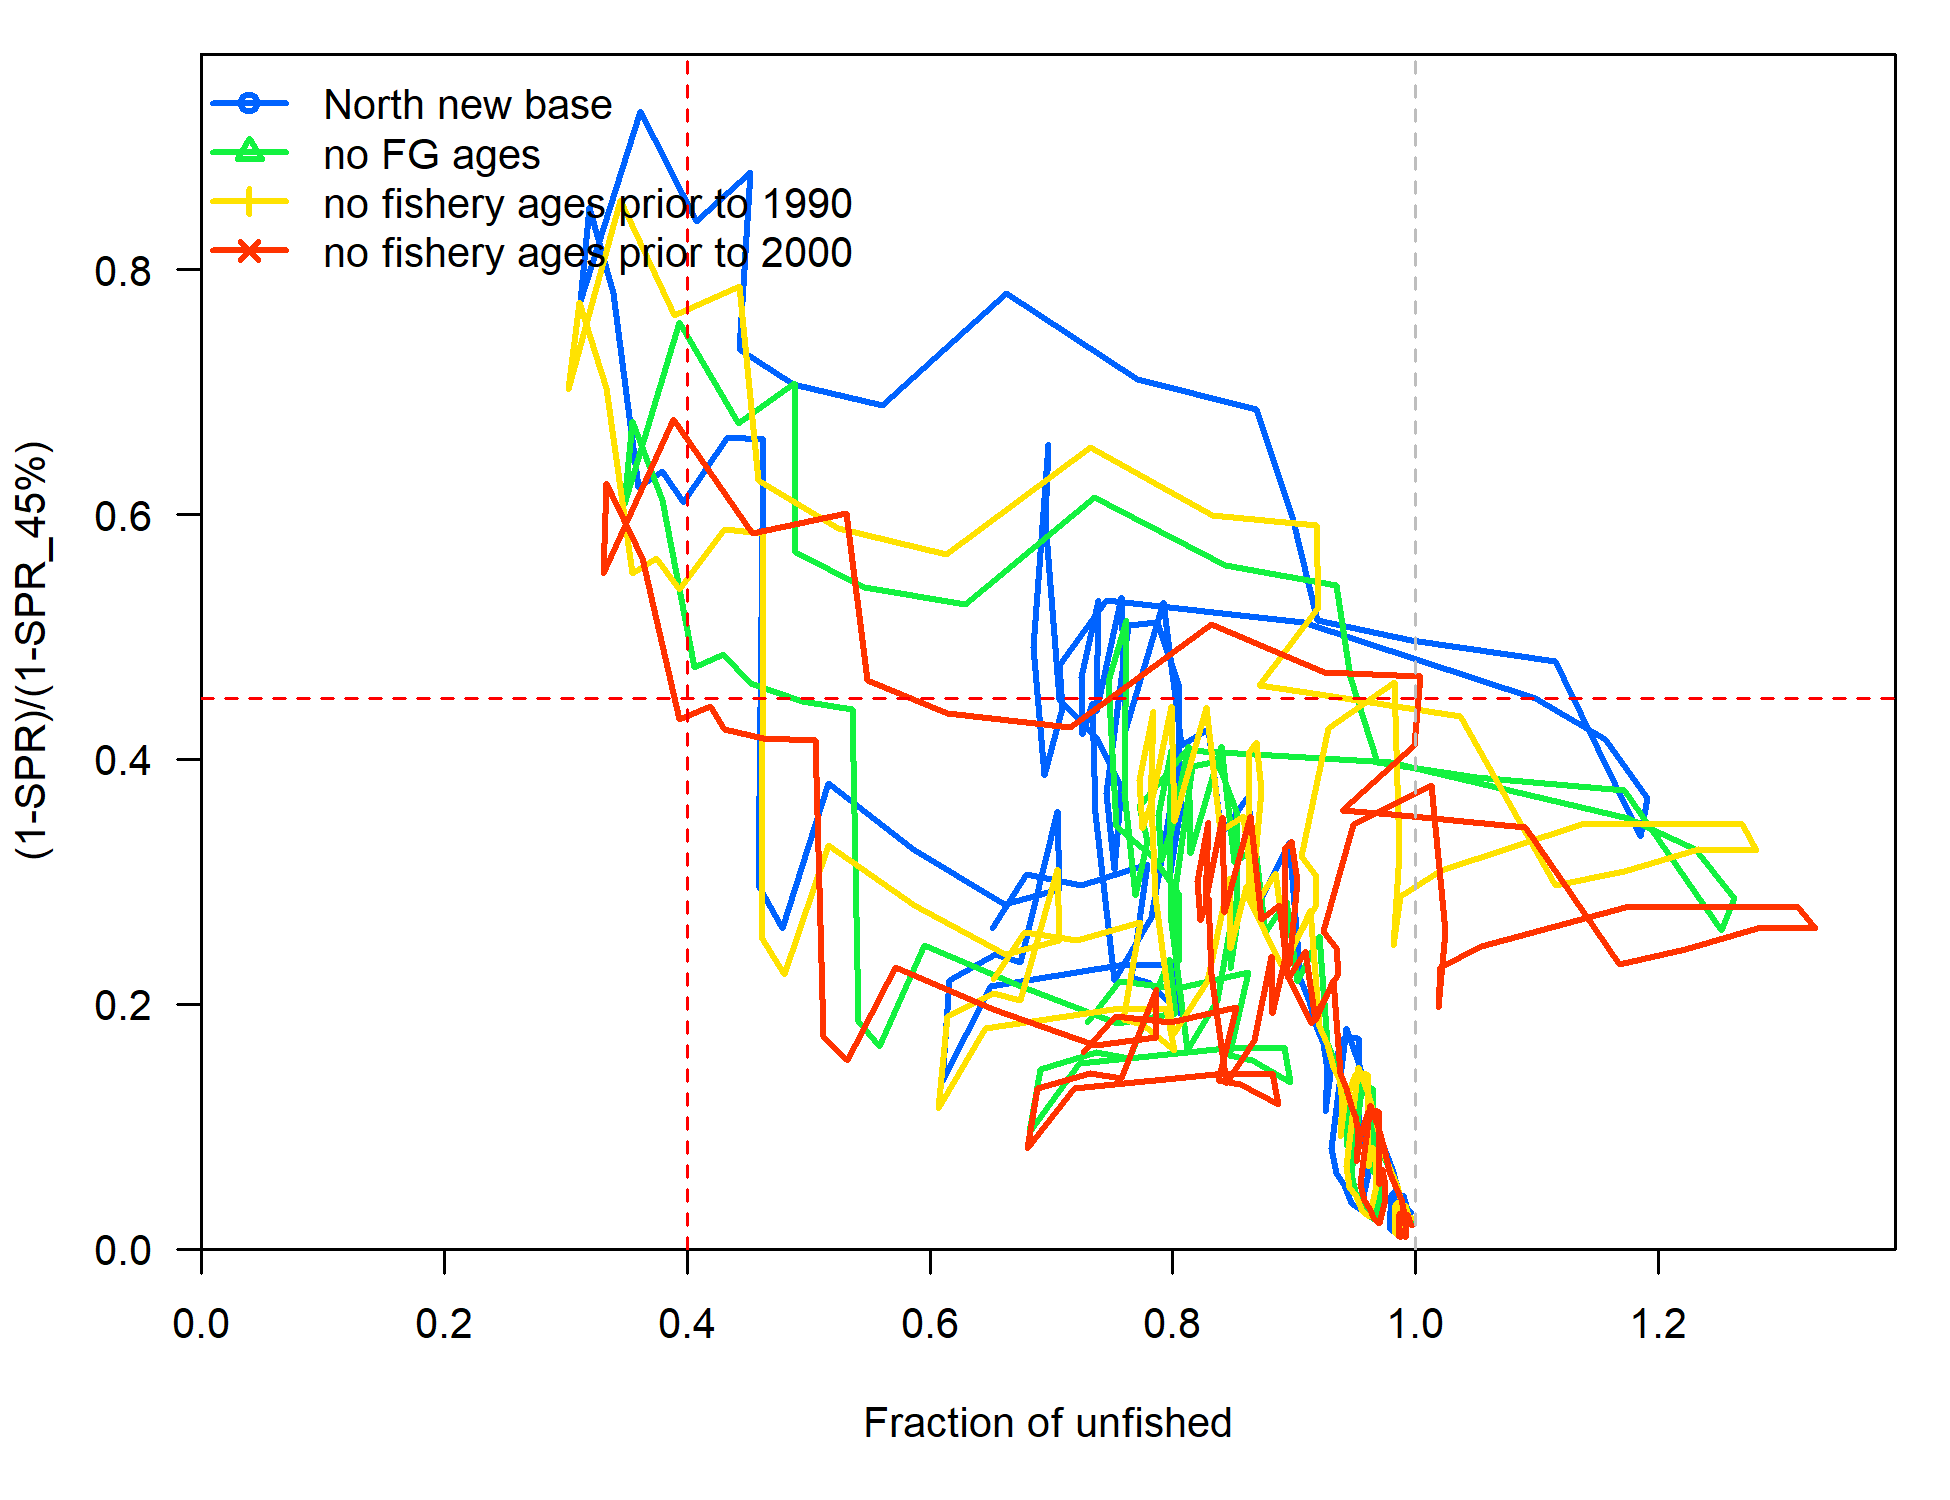 North new base
no FG ages
no fishery ages prior to 1990
no fishery ages prior to 2000
(1-SPR)/(1-SPR_45%)
0.8
0.6
0.4
0.2
0.0
0.0 0.2 0.4 0.6 0.8 1.0 1.2
Fraction of unfished